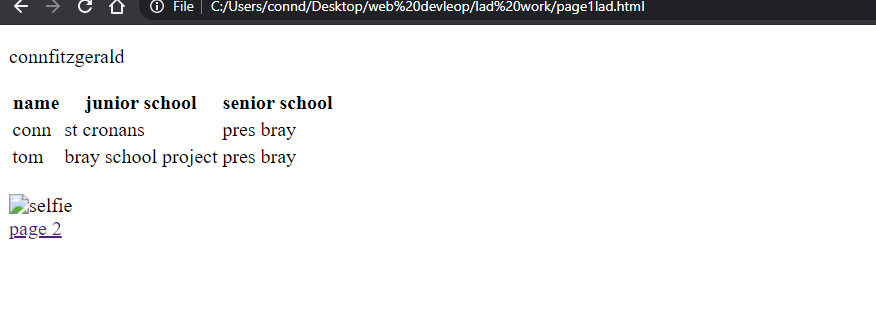 File C:/Users/connd/Desktop/web%20devleop/lad%20work/page1lad.html
connfitzgerald
name junior school senior school
conn st cronans pres bray
tom bray school project pres bray
selfie
page 2